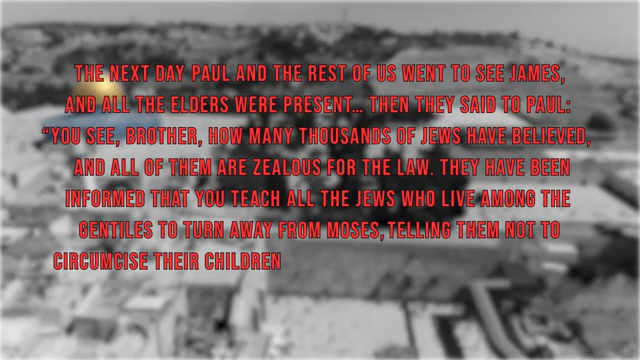 THE NEXT DAY PAUL AND THE REST OF US WENT TO SEE JAMES,
AND ALL THE ELDERS WERE PRESENT... THEN THEY SAID TO PAUL:
“YOU SEE, BROTHER, HOW MANY THOUSANDS OF JEWS HAVE BELIEVED,
AND ALL OF THEM ARE ZEALOUS FOR THE LAW. THEY HAVE BEEN
INFORMED THAT YOU TEACH ALL THE JEWS WHO LIVE AMONG THE
GENTILES TO TURN AWAY FROM MOSES, TELLING THEM NOT TO
CIRCUMCISE THEIR CHILDREN